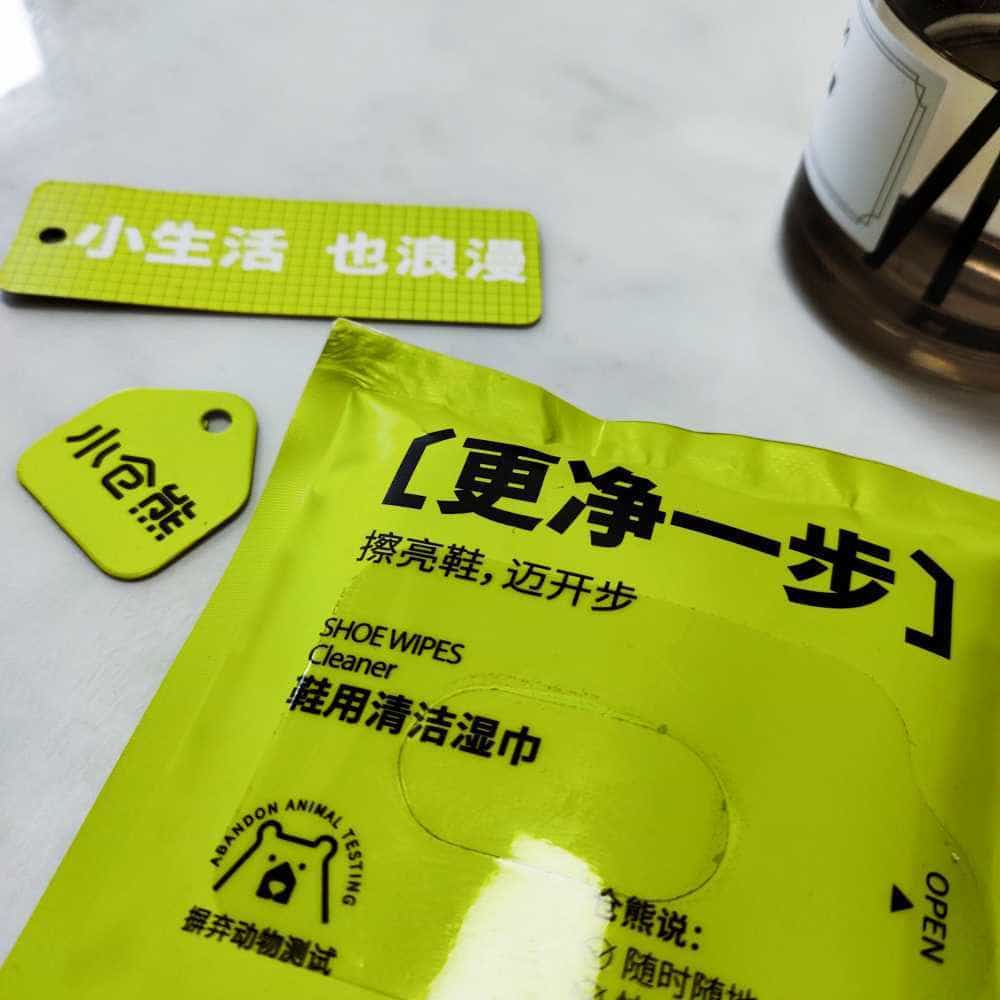 小生活 也浪漫
小仓熊
【更净一步】
擦亮鞋，迈开步
SHOE WIPES
Cleaner
鞋用清洁湿巾
ABANDON ANIMAL TESTING
摒弃动物测试
OPEN
仓熊说：
随时随地